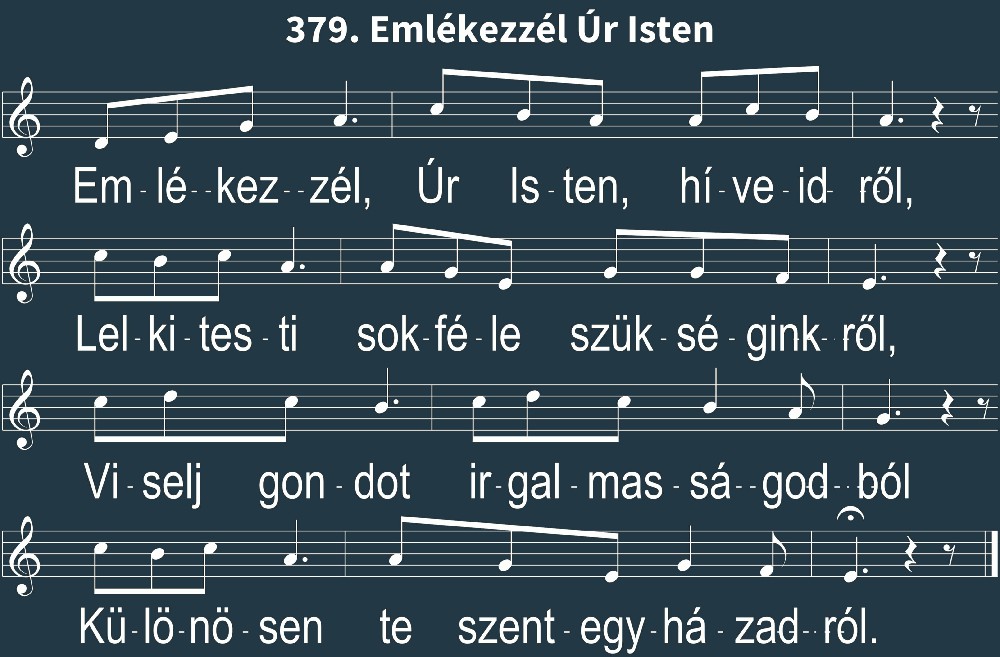 379. Emlékezzél Úr Isten
Em - lé - - kez - - zél, Úr Is - ten, hí - ve - id - ről,
Lel - ki - tes - ti sok - fé - le szük - sé - gink - - ről,
Vi - selj gon - dot ir - gal - mas - sá - - god - - ból
Kü - lö - nö - sen te szent - egy - há - zad - - ról.